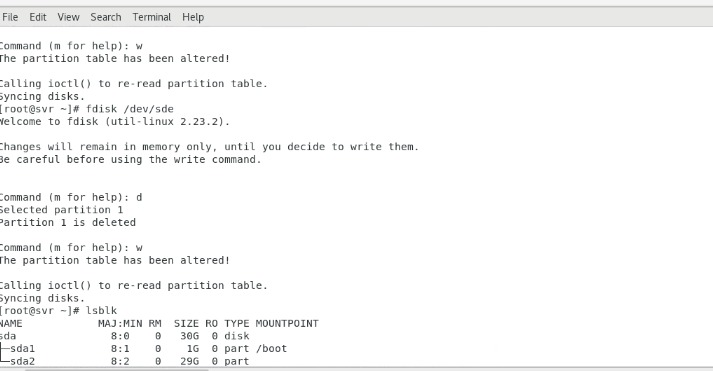 File Edit View Search Terminal Help
Command (m for help): w
The partition table has been altered!
Calling ioctl() to re-read partition table.
Syncing disks.
[root@svr ~]# fdisk /dev/sde
Welcome to fdisk (util-linux 2.23.2).
Changes will remain in memory only, until you decide to write them.
Be careful before using the write command.
Command (m for help): d
Selected partition 1
Partition 1 is deleted
Command (m for help): w
The partition table has been altered!
Calling ioctl() to re-read partition table.
Syncing disks.
[root@svr ~]# lsblk
NAME MAJ:MIN RM SIZE RO TYPE MOUNTPOINT
sda 8:0 0 30G 0 disk
├─sda1 8:1 0 1G 0 part /boot
└─sda2 8:2 0 29G 0 part